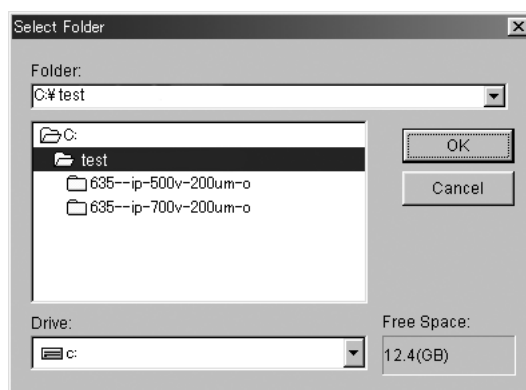 Select Folder
Folder:
C:¥test
C:
test
635--ip-500v-200um-o
635--ip-700v-200um-o
OK
Cancel
Drive:
c:
Free Space:
12.4(GB)